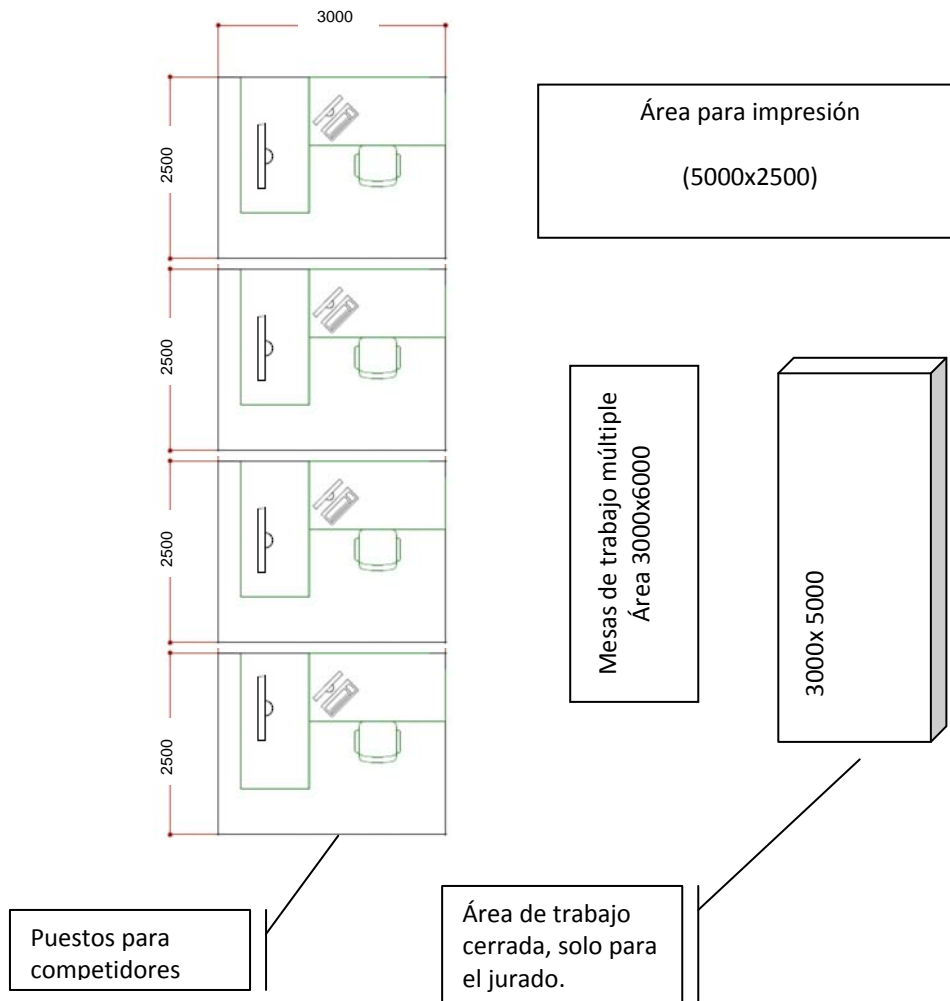 3000
2500
Área para impresión
(5000x2500)
2500
Mesas de trabajo múltiple
Área 3000x6000
3000x 5000
2500
2500
Puestos para
competidores
Área de trabajo
cerrada, solo para
el jurado.